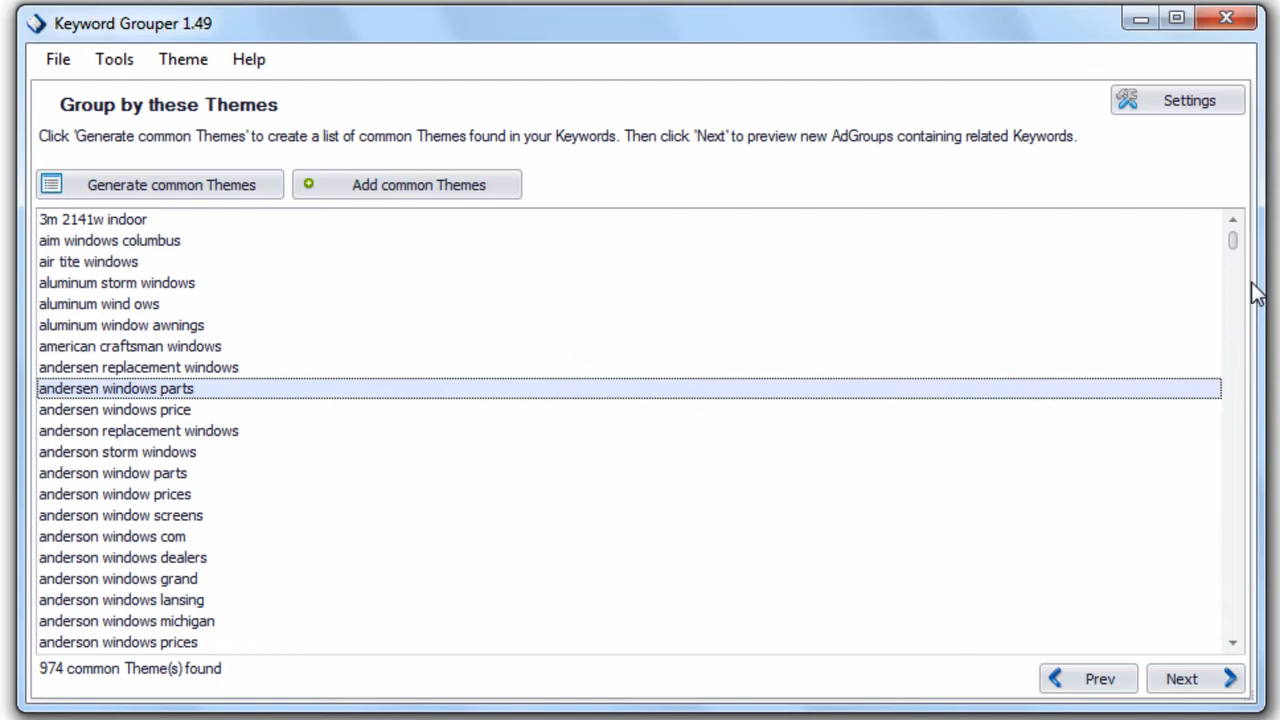 Keyword Grouper 1.49
File Tools Theme Help
Group by these Themes
Settings
Click 'Generate common Themes' to create a list of common Themes found in your Keywords. Then click 'Next' to preview new AdGroups containing related Keywords.
Generate common Themes
Add common Themes
3m 2141w indoor
aim windows columbus
air tite windows
aluminum storm windows
aluminum wind ows
aluminum window awnings
american craftsman windows
andersen replacement windows
andersen windows parts
andersen windows price
anderson replacement windows
anderson storm windows
anderson window parts
anderson window prices
anderson window screens
anderson windows com
anderson windows dealers
anderson windows grand
anderson windows lansing
anderson windows michigan
anderson windows prices
974 common Theme(s) found
Prev
Next